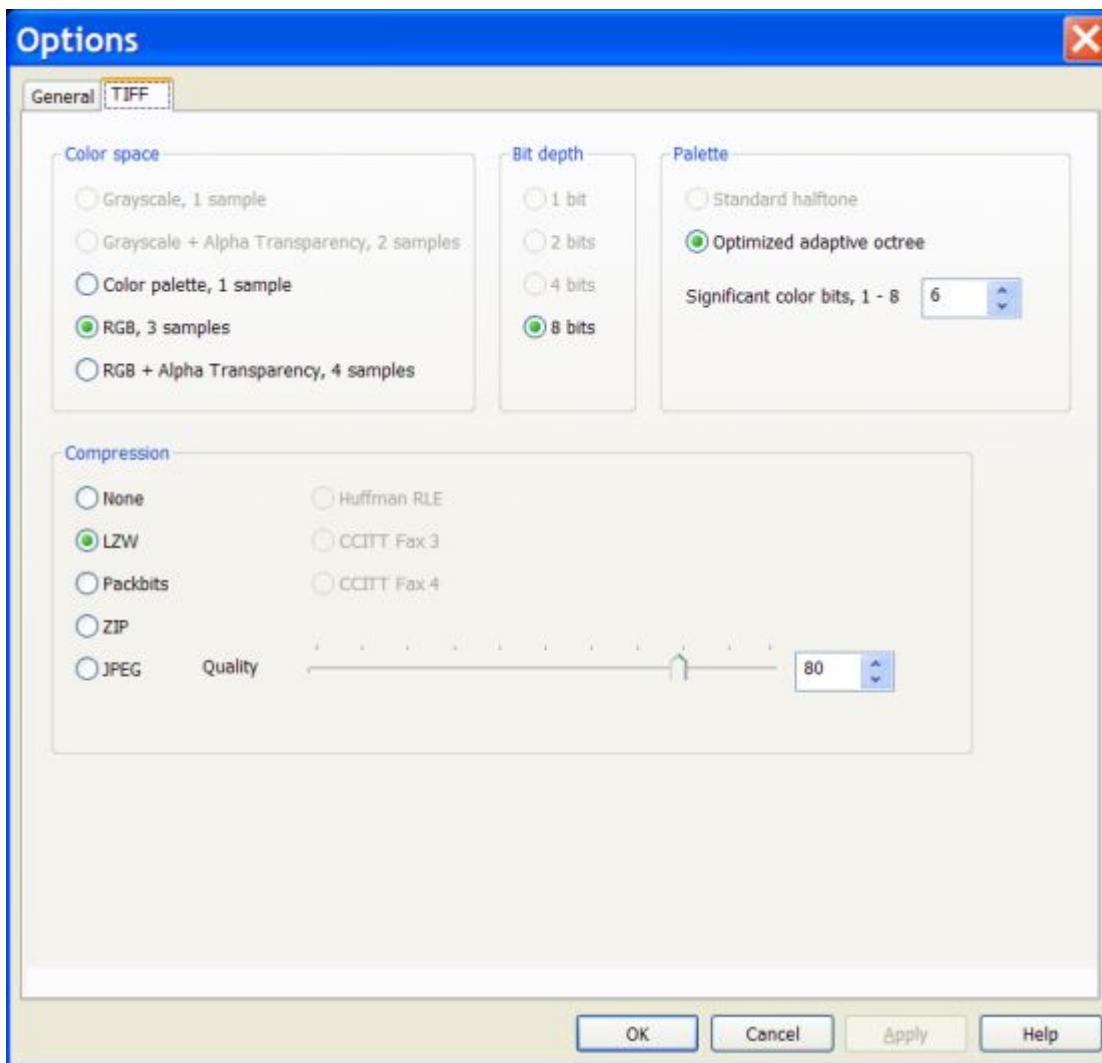 Options
General TIFF
Color space
Grayscale, 1 sample
Grayscale + Alpha Transparency, 2 samples
Color palette, 1 sample
RGB, 3 samples
RGB + Alpha Transparency, 4 samples
Bit depth
1 bit
2 bits
4 bits
8 bits
Palette
Standard halftone
Optimized adaptive octree
Significant color bits, 1 - 8 6
Compression
None
LZW
Packbits
ZIP
JPEG
Huffman RLE
CCITT Fax 3
CCITT Fax 4
Quality 80
OK Cancel Apply Help